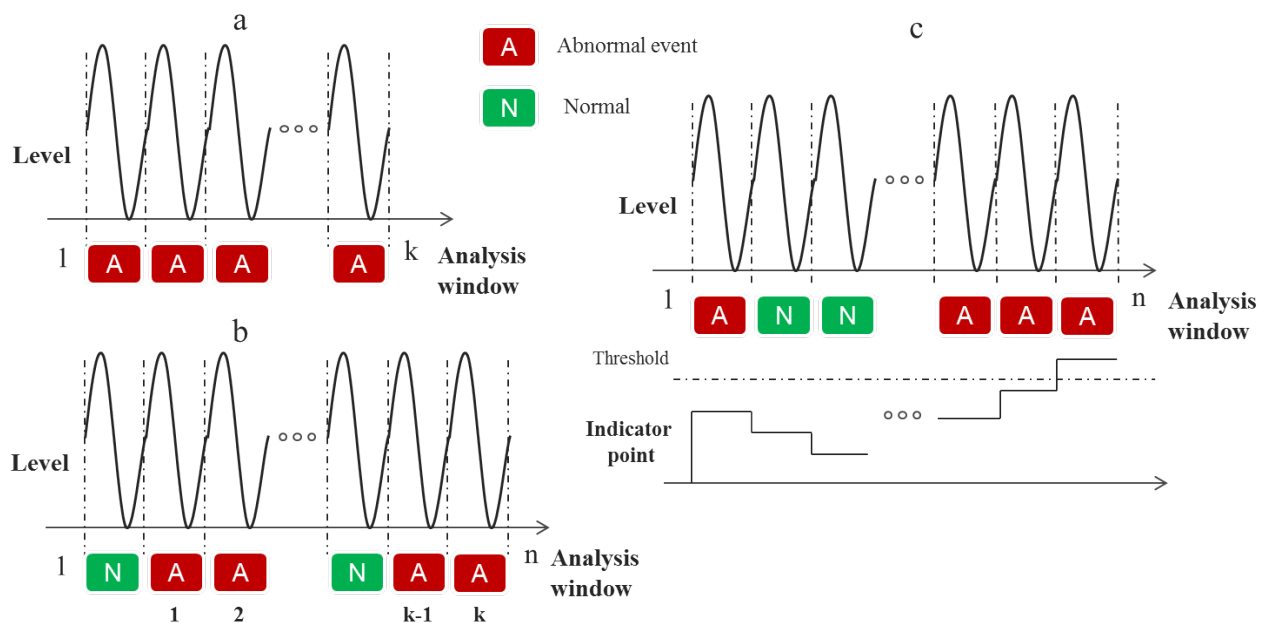 a
Level
1
A A A A
k
Analysis
window
A Abnormal event
N Normal
b
Level
1
N A A N A A
n
Analysis
window
1 2 k-1 k
c
Level
1
A N N A A A
n
Analysis
window
Threshold
Indicator
point